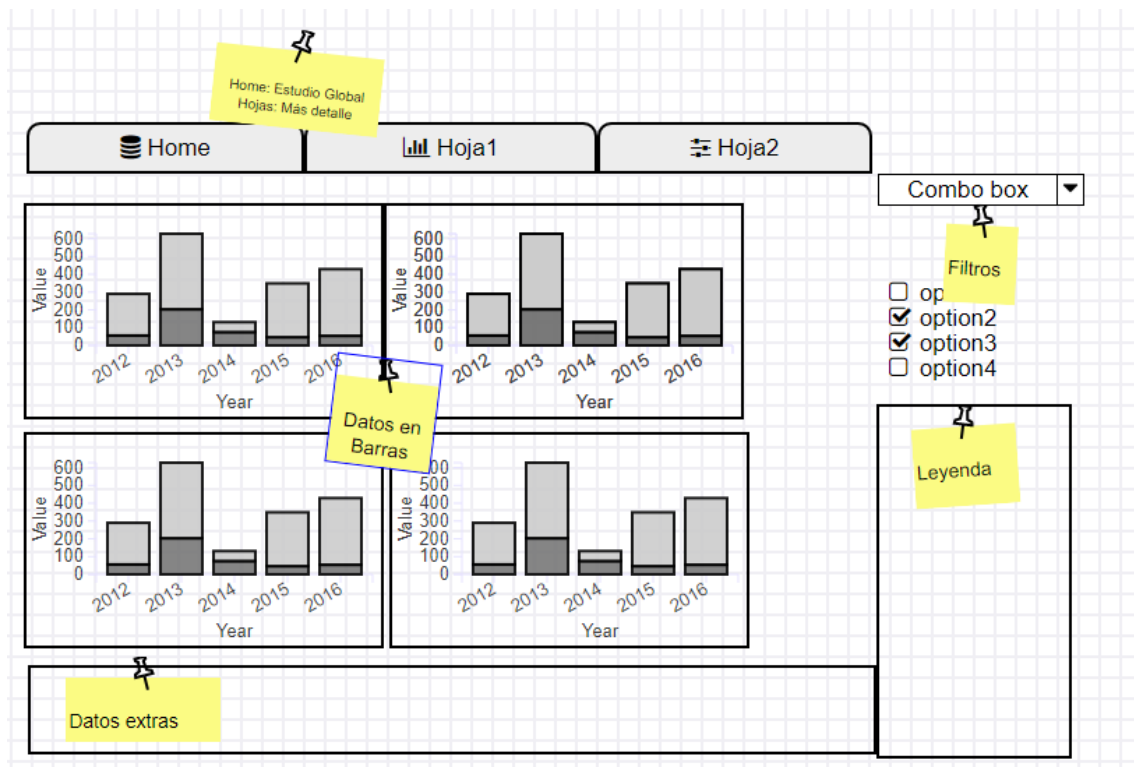 Home: Estudio Global
Hojas: Más detalle
Home
Hoja1
Hoja2
Combo box
Filtros
op
option2
option3
option4
600
500
400
300
200
100
0
Value
2012 2013 2014 2015 2016
Year
600
500
400
300
200
100
0
Value
2012 2013 2014 2015 2016
Year
Datos en
Barras
Leyenda
600
500
400
300
200
100
0
Value
2012 2013 2014 2015 2016
Year
00
500
400
300
200
100
0
Value
2012 2013 2014 2015 2016
Year
Datos extras